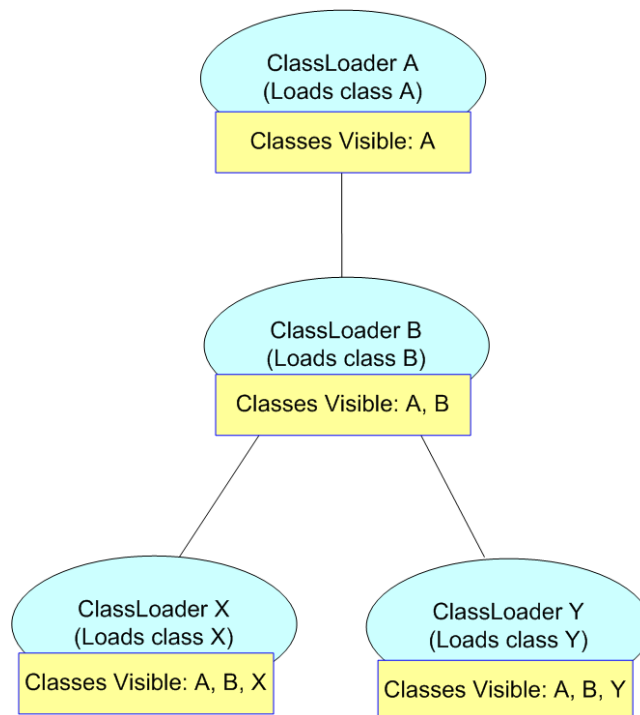 ClassLoader A
(Loads class A)
Classes Visible: A
ClassLoader B
(Loads class B)
Classes Visible: A, B
ClassLoader X
(Loads class X)
Classes Visible: A, B, X
ClassLoader Y
(Loads class Y)
Classes Visible: A, B, Y